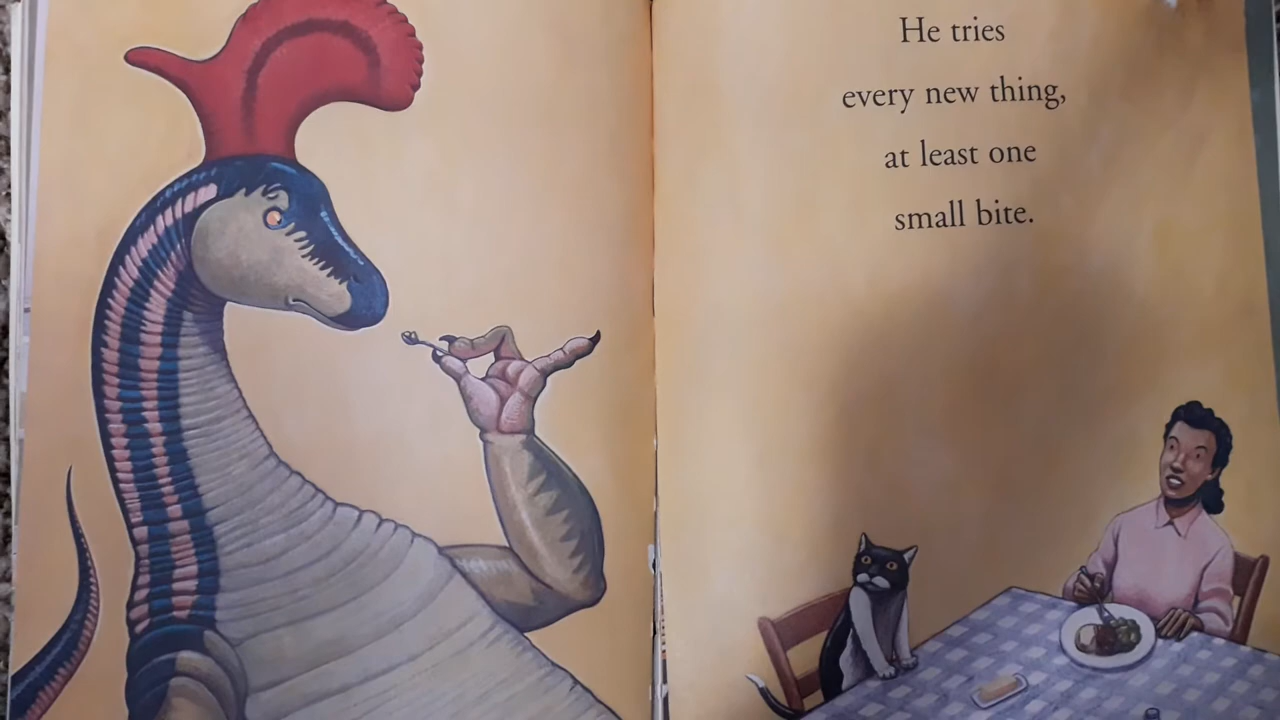 He tries
every new thing,
at least one
small bite.